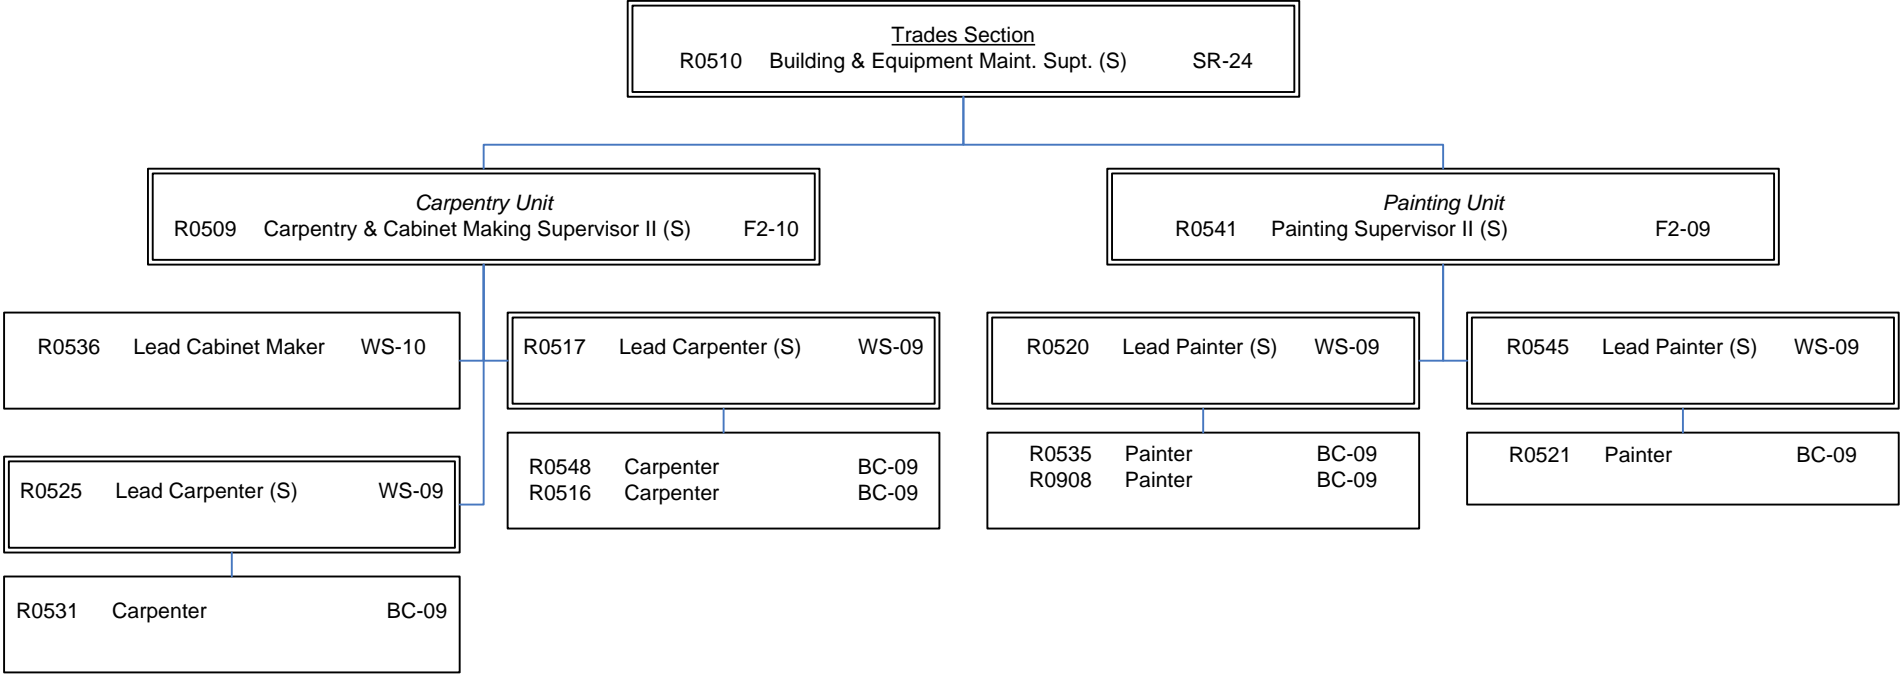 Trades Section
R0510 Building & Equipment Maint. Supt. (S) SR-24
Carpentry Unit
R0509 Carpentry & Cabinet Making Supervisor II (S) F2-10
Painting Unit
R0541 Painting Supervisor II (S) F2-09
R0536 Lead Cabinet Maker WS-10
R0517 Lead Carpenter (S) WS-09
R0520 Lead Painter (S) WS-09
R0545 Lead Painter (S) WS-09
R0548 Carpenter BC-09
R0516 Carpenter BC-09
R0535 Painter BC-09
R0908 Painter BC-09
R0521 Painter BC-09
R0525 Lead Carpenter (S) WS-09
R0531 Carpenter BC-09